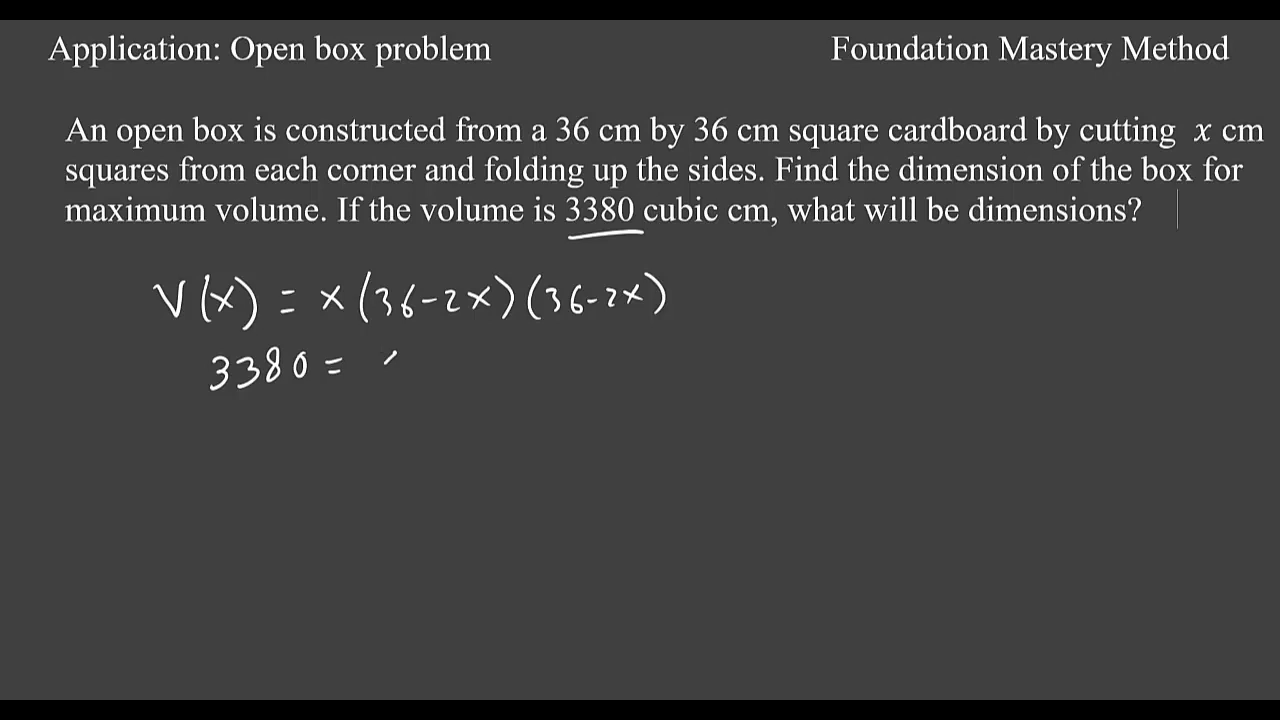 Application: Open box problem
Foundation Mastery Method
An open box is constructed from a 36 cm by 36 cm square cardboard by cutting x cm
squares from each corner and folding up the sides. Find the dimension of the box for
maximum volume. If the volume is 3380 cubic cm, what will be dimensions?
V(x) = x(36-2x)(36-2x)
3380 =